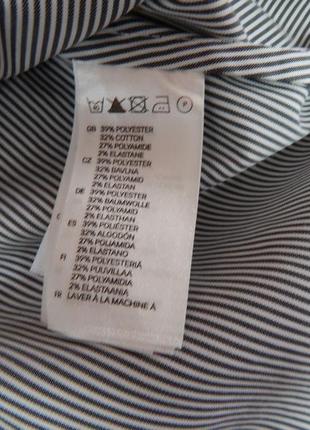 GB 39% POLYESTER
32% COTTON
27% POLYAMIDE
2% ELASTANE
CZ 39% POLYESTER
32% BAVLNA
27% POLYAMID
2% ELASTAN
DE 39% POLYESTER
32% BAUMWOLLE
27% POLYAMID
2% ELASTHAN
ES 39% POLIÉSTER
32% ALGODÓN
27% POLIAMIDA
2% ELASTANO
FI 39% POLYESTERIÄ
32% PUUVILLAA
27% POLYAMIDIA
2% ELASTAANIA
FR LAVER À LA MACHINE À